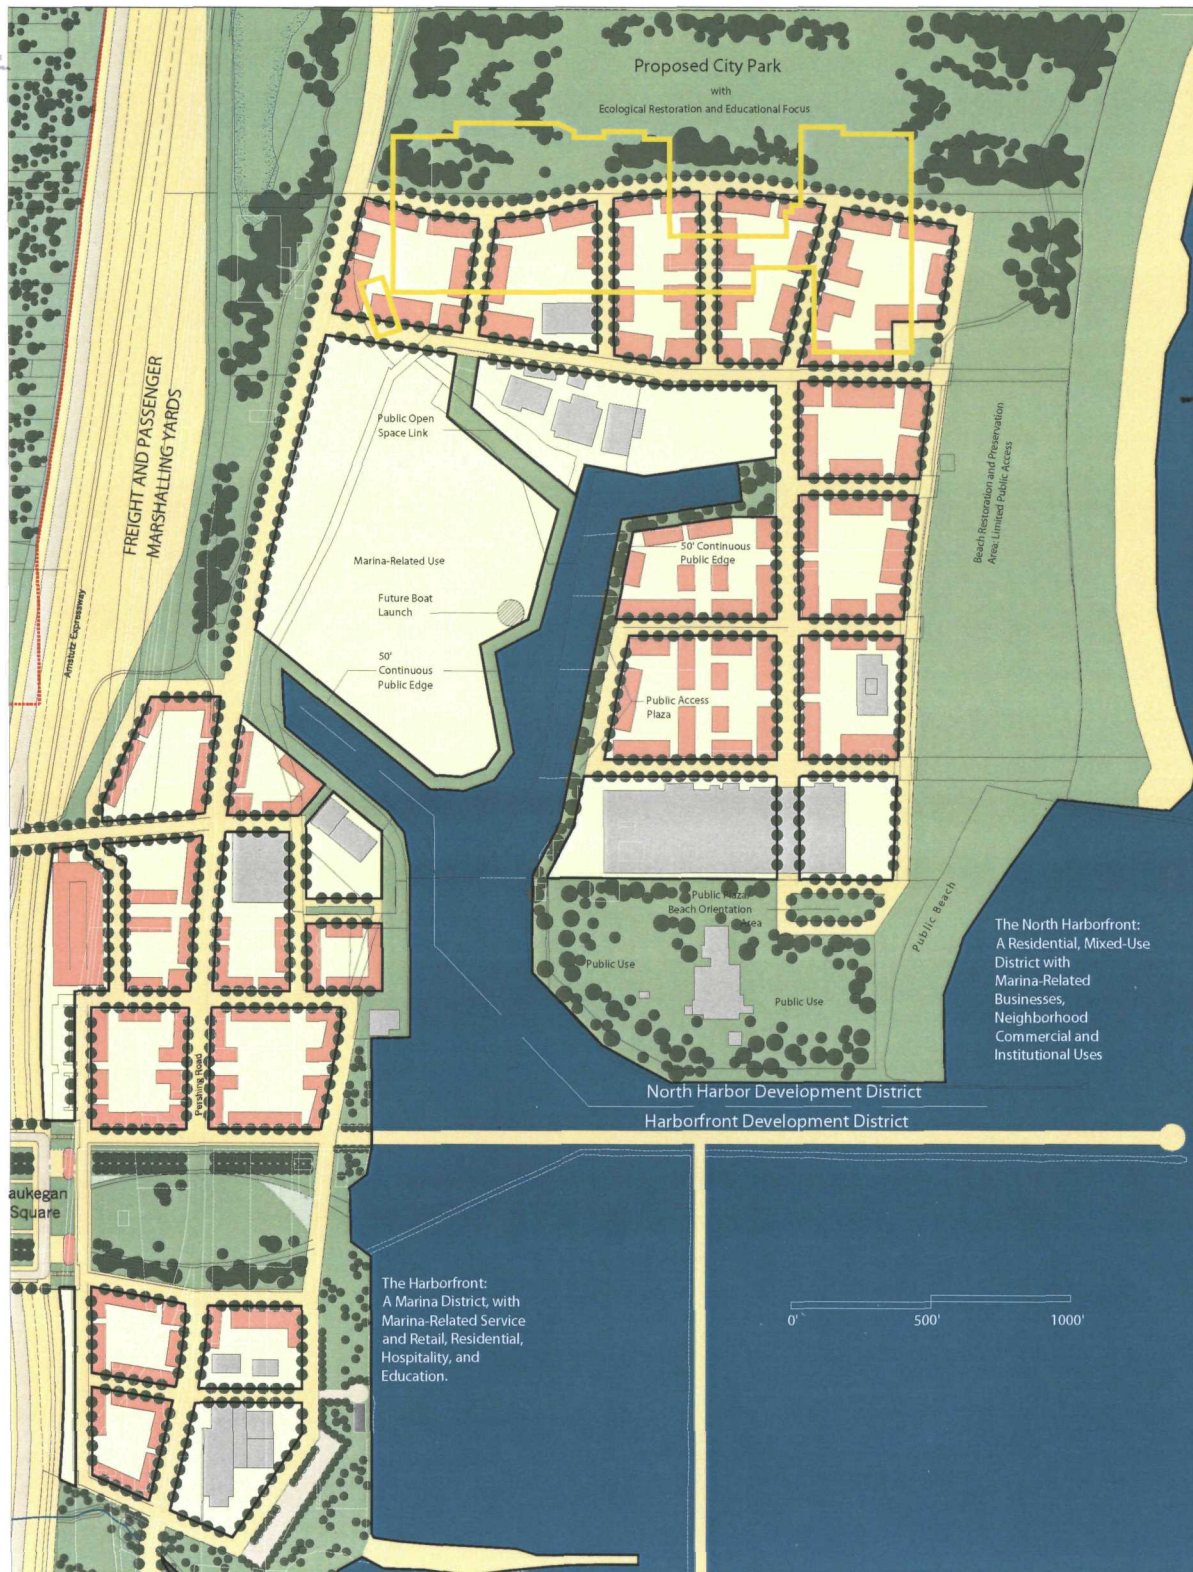 Proposed City Park
with
Ecological Restoration and Educational Focus
FREIGHT AND PASSENGER
MARSHALLING YARDS
Amstutz Expressway
Public Open
Space Link
Marina-Related Use
Future Boat
Launch
50'
Continuous
Public Edge
50' Continuous
Public Edge
Public Access
Plaza
Beach Restoration and Preservation
Area: Limited Public Access
Public Plaza/
Beach Orientation
Area
Public Use
Public Use
Public Beach
The North Harborfront:
A Residential, Mixed-Use
District with
Marina-Related
Businesses,
Neighborhood
Commercial and
Institutional Uses
North Harbor Development District
Harborfront Development District
Pershing Road
aukegan
Square
The Harborfront:
A Marina District, with
Marina-Related Service
and Retail, Residential,
Hospitality, and
Education.
0' 500' 1000'